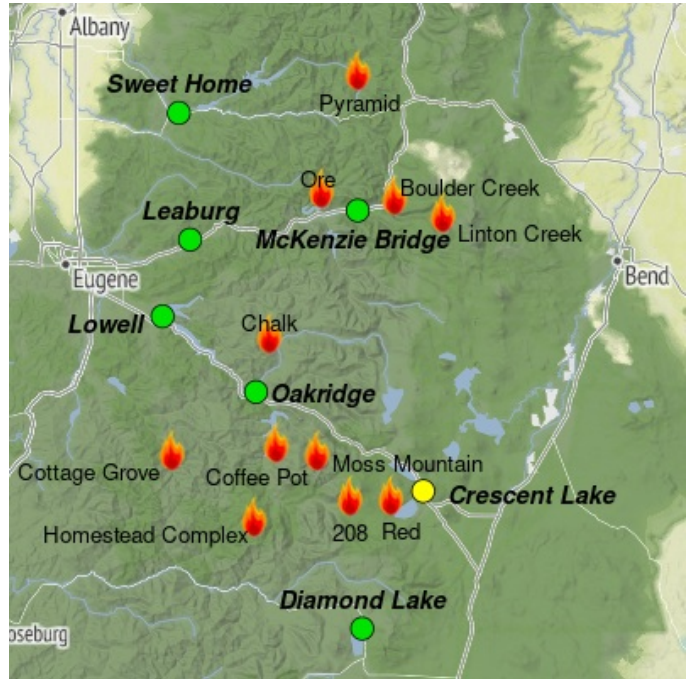 Albany
Sweet Home
Pyramid
Ore
Boulder Creek
Leaburg
McKenzie Bridge
Linton Creek
Eugene
Bend
Lowell
Chalk
Oakridge
Cottage Grove
Coffee Pot
Moss Mountain
Crescent Lake
Homestead Complex
208
Red
Diamond Lake
oseburg